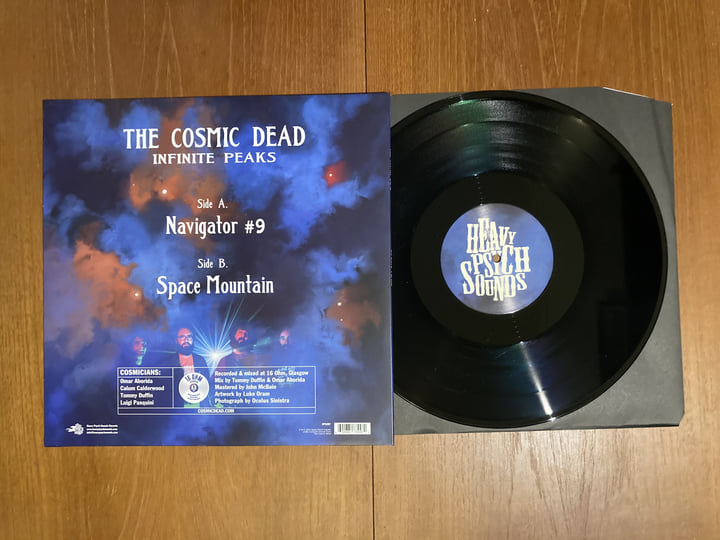 THE COSMIC DEAD
INFINITE PEAKS
Side A.
Navigator #9
Side B.
Space Mountain
COSMICIANS:
Omar Aborida
Calum Calderwood
Tommy Duffin
Luigi Pasquini
16 OHM
Recorded & mixed at 16 Ohm, Glasgow
Mix by Tommy Duffin & Omar Aborida
Mastered by John McBain
Artwork by Luke Oram
Photograph by Oculus Sinistra
COSMICDEAD.COM
HEAVY
PSYCH
SOUNDS